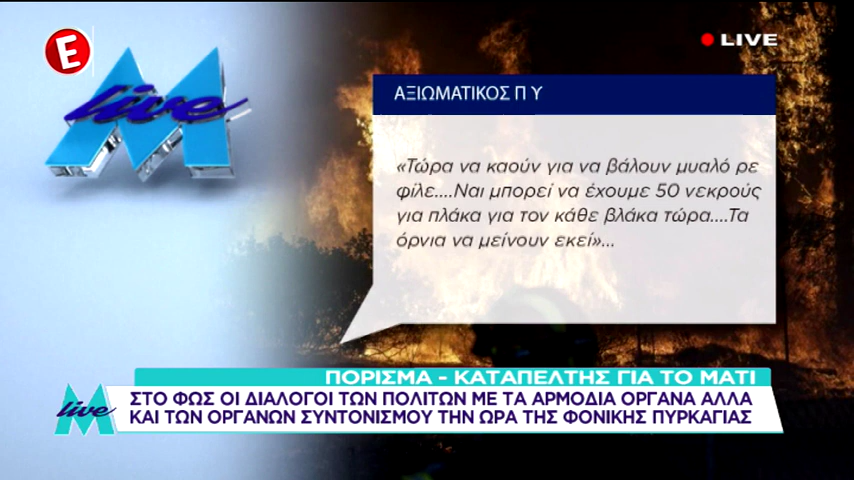 E
live
M
LIVE
ΑΞΙΩΜΑΤΙΚΟΣ Π Υ
«Τώρα να καούν για να βάλουν μυαλό ρε
φίλε....Ναι μπορεί να έχουμε 50 νεκρούς
για πλάκα για τον κάθε βλάκα τώρα....Τα
όρνια να μείνουν εκεί»...
ΠΟΡΙΣΜΑ - ΚΑΤΑΠΕΛΤΗΣ ΓΙΑ ΤΟ ΜΑΤΙ
M
live
ΣΤΟ ΦΩΣ ΟΙ ΔΙΑΛΟΓΟΙ ΤΩΝ ΠΟΛΙΤΩΝ ΜΕ ΤΑ ΑΡΜΟΔΙΑ ΟΡΓΑΝΑ ΑΛΛΑ
ΚΑΙ ΤΩΝ ΟΡΓΑΝΩΝ ΣΥΝΤΟΝΙΣΜΟΥ ΤΗΝ ΩΡΑ ΤΗΣ ΦΟΝΙΚΗΣ ΠΥΡΚΑΓΙΑΣ